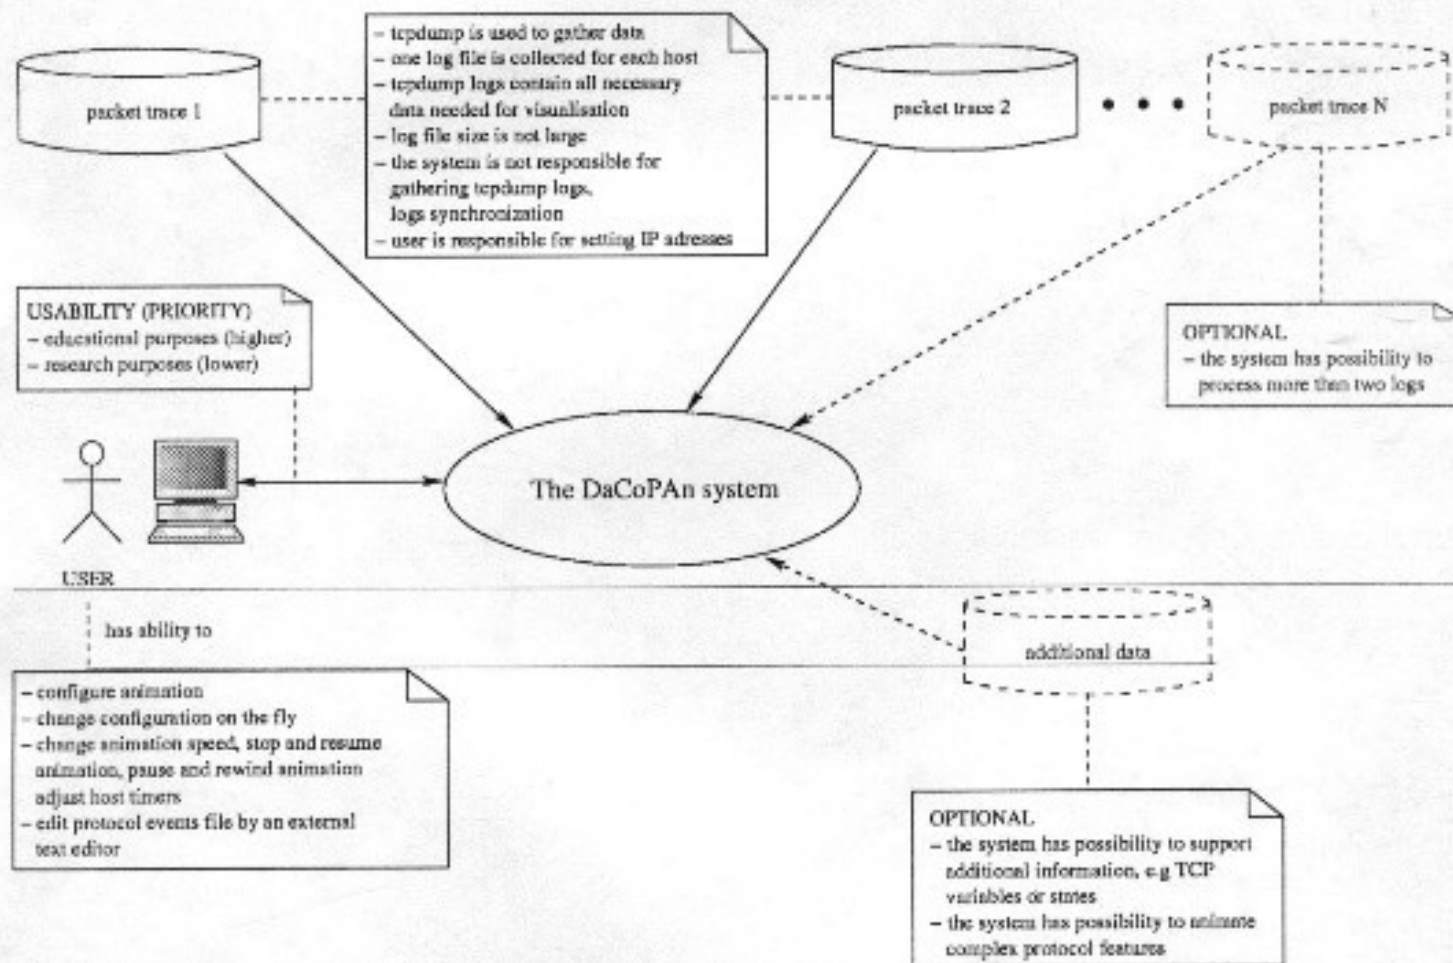 – tcpdump is used to gather data
– one log file is collected for each host
– tcpdump logs contain all necessary
data needed for visualisation
– log file size is not large
– the system is not responsible for
gathering tcpdump logs,
logs synchronization
– user is responsible for setting IP adresses
packet trace 1
packet trace 2
packet trace N
USABILITY (PRIORITY)
– educational purposes (higher)
– research purposes (lower)
OPTIONAL
– the system has possibility to
process more than two logs
The DaCoPAn system
USER
has ability to
additional data
– configure animation
– change configuration on the fly
– change animation speed, stop and resume
animation, pause and rewind animation
adjust host timers
– edit protocol events file by an external
text editor
OPTIONAL
– the system has possibility to support
additional information, e.g TCP
variables or states
– the system has possibility to animate
complex protocol features